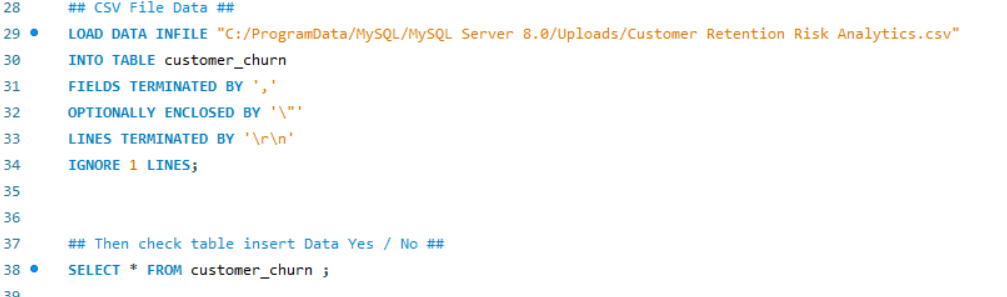 28 ## CSV File Data ##
29 LOAD DATA INFILE "C:/ProgramData/MySQL/MySQL Server 8.0/Uploads/Customer Retention Risk Analytics.csv"
30 INTO TABLE customer_churn
31 FIELDS TERMINATED BY ','
32 OPTIONALLY ENCLOSED BY '\"'
33 LINES TERMINATED BY '\r\n'
34 IGNORE 1 LINES;
35
36
37 ## Then check table insert Data Yes / No ##
38 SELECT * FROM customer_churn ;
39